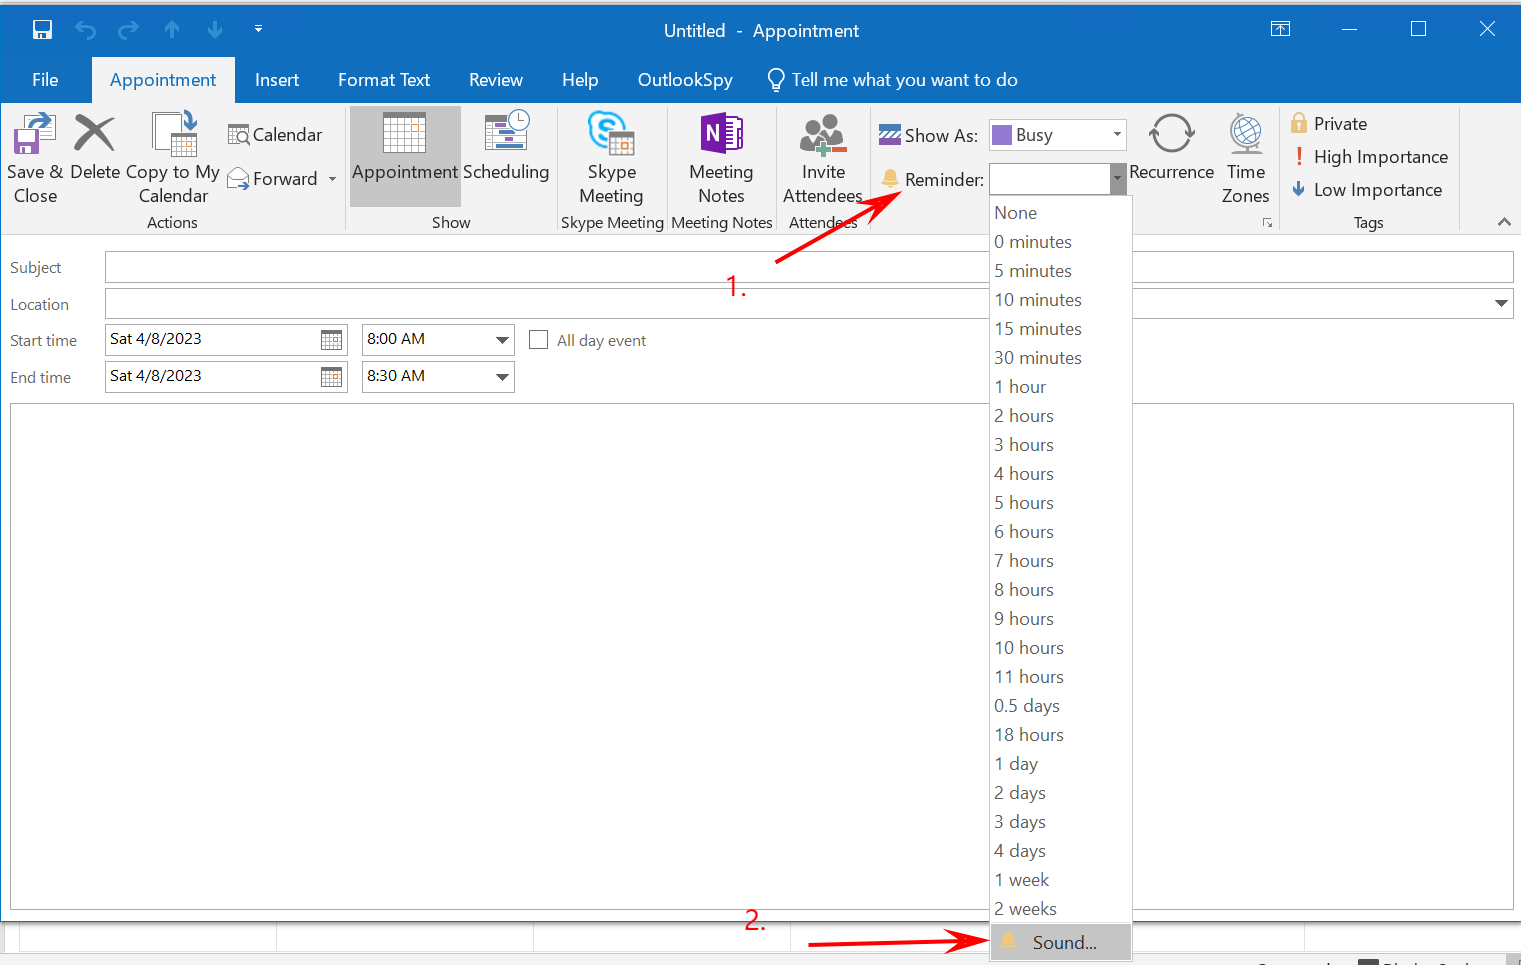 Untitled - Appointment
File Appointment Insert Format Text Review Help OutlookSpy Tell me what you want to do
Save & Close
Delete
Copy to My Calendar
Calendar
Forward
Actions
Appointment
Scheduling
Show
Skype Meeting
Skype Meeting
N
Meeting Notes
Meeting Notes
Invite Attendees
Attendees
Show As: Busy
Reminder:
Recurrence
Time Zones
Private
High Importance
Low Importance
Tags
1.
Subject
Location
Start time Sat 4/8/2023 8:00 AM All day event
End time Sat 4/8/2023 8:30 AM
None
0 minutes
5 minutes
10 minutes
15 minutes
30 minutes
1 hour
2 hours
3 hours
4 hours
5 hours
6 hours
7 hours
8 hours
9 hours
10 hours
11 hours
0.5 days
18 hours
1 day
2 days
3 days
4 days
1 week
2 weeks
2.
Sound...